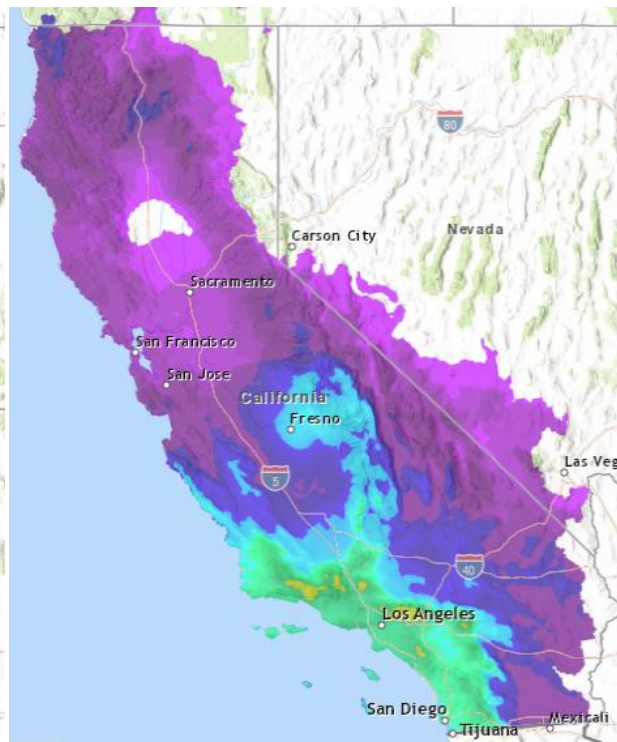 80
Carson City
Nevada
Sacramento
San Francisco
San Jose
California
Fresno
Las Veg
5
40
Los Angeles
San Diego
Tijuana
Mexicali